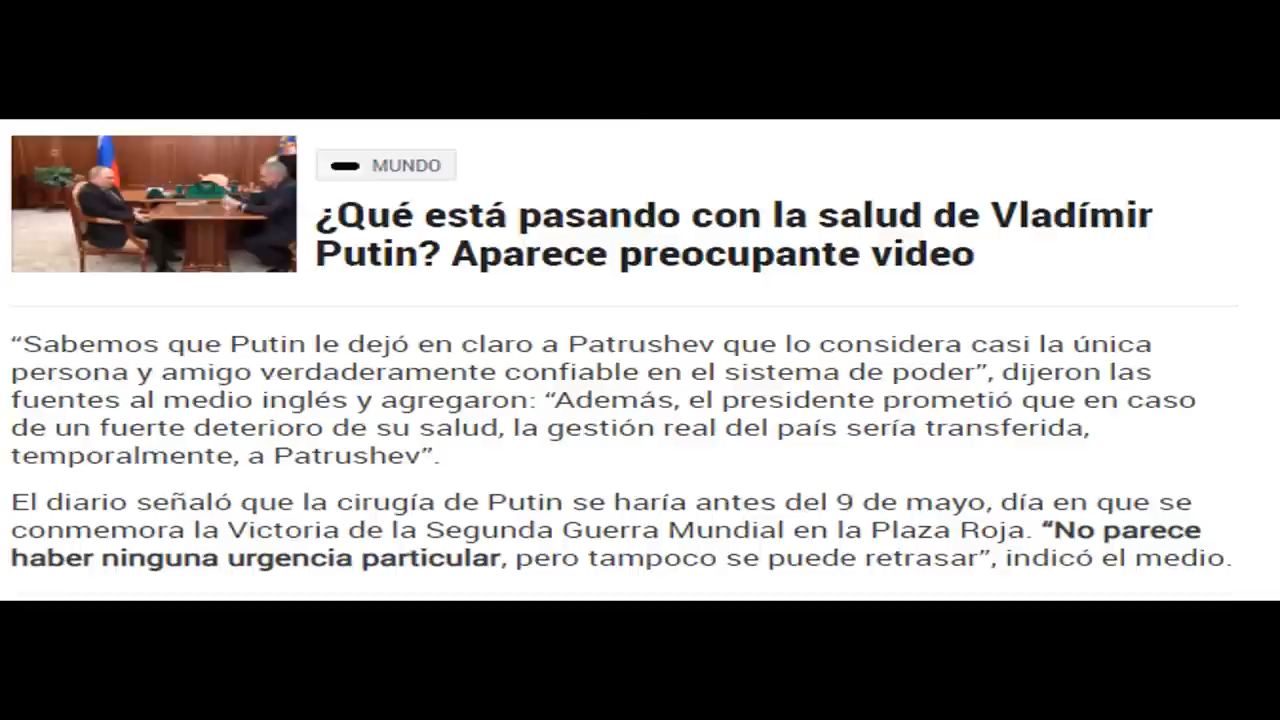 MUNDO
¿Qué está pasando con la salud de Vladímir
Putin? Aparece preocupante video
“Sabemos que Putin le dejó en claro a Patrushev que lo considera casi la única
persona y amigo verdaderamente confiable en el sistema de poder”, dijeron las
fuentes al medio inglés y agregaron: “Además, el presidente prometió que en caso
de un fuerte deterioro de su salud, la gestión real del país sería transferida,
temporalmente, a Patrushev”.
El diario señaló que la cirugía de Putin se haría antes del 9 de mayo, día en que se
conmemora la Victoria de la Segunda Guerra Mundial en la Plaza Roja. “No parece
haber ninguna urgencia particular, pero tampoco se puede retrasar”, indicó el medio.